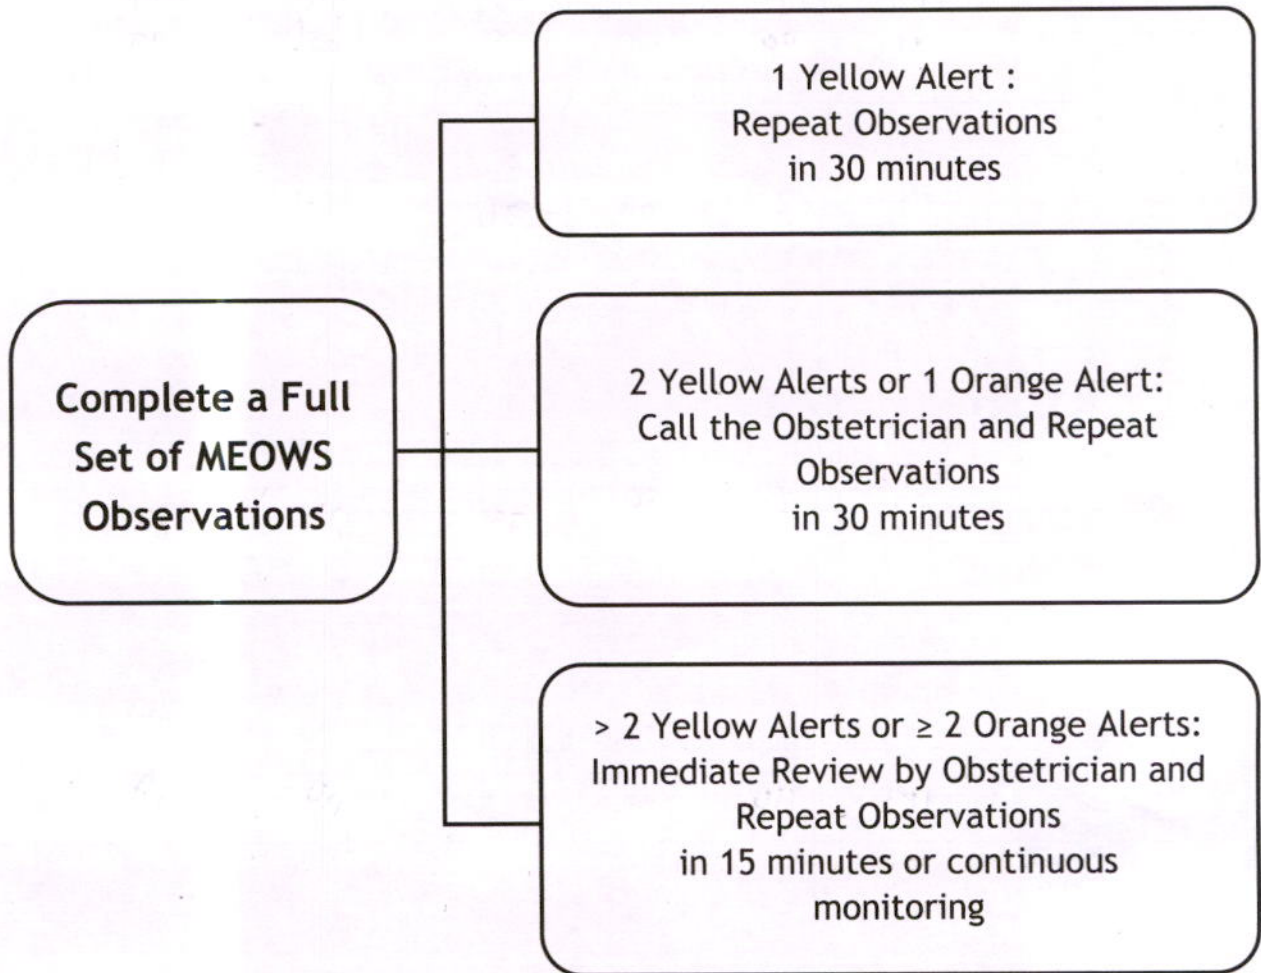 Complete a Full
Set of MEOWS
Observations
1 Yellow Alert :
Repeat Observations
in 30 minutes
2 Yellow Alerts or 1 Orange Alert:
Call the Obstetrician and Repeat
Observations
in 30 minutes
> 2 Yellow Alerts or ≥ 2 Orange Alerts:
Immediate Review by Obstetrician and
Repeat Observations
in 15 minutes or continuous
monitoring